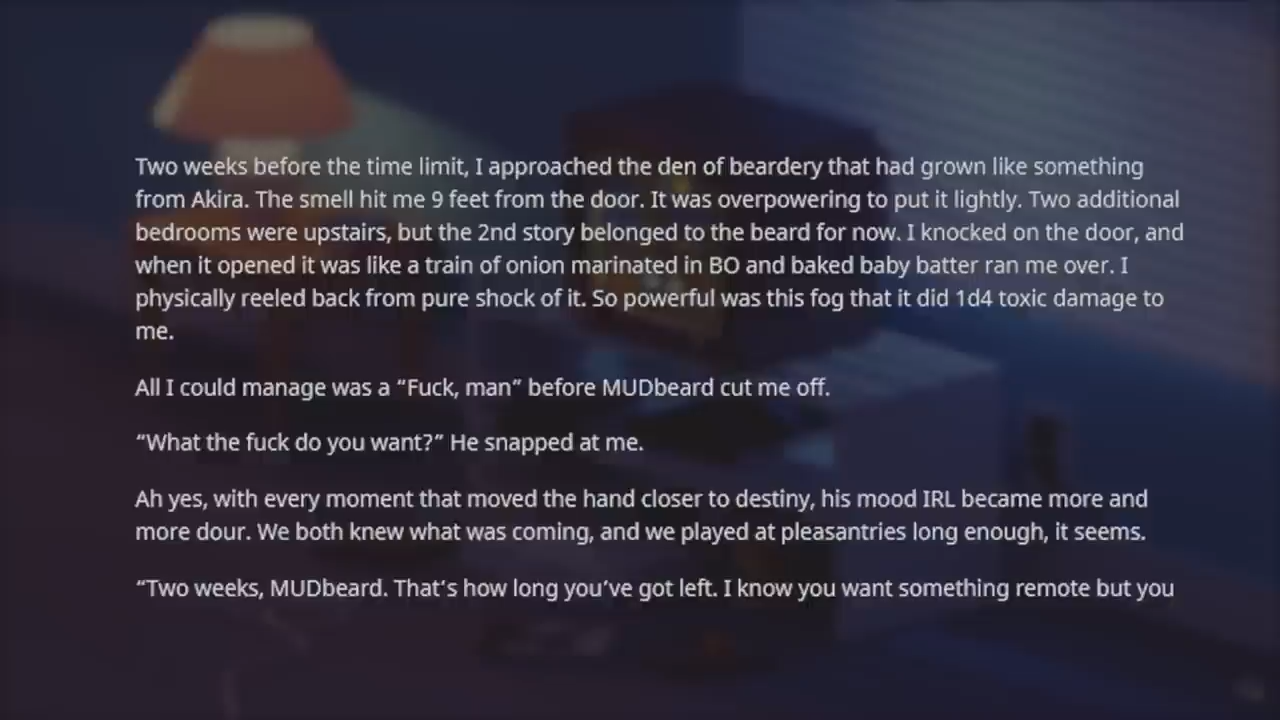 Two weeks before the time limit, I approached the den of beardery that had grown like something
from Akira. The smell hit me 9 feet from the door. It was overpowering to put it lightly. Two additional
bedrooms were upstairs, but the 2nd story belonged to the beard for now. I knocked on the door, and
when it opened it was like a train of onion marinated in BO and baked baby batter ran me over. I
physically reeled back from pure shock of it. So powerful was this fog that it did 1d4 toxic damage to
me.
All I could manage was a “Fuck, man” before MUDbeard cut me off.
“What the fuck do you want?” He snapped at me.
Ah yes, with every moment that moved the hand closer to destiny, his mood IRL became more and
more dour. We both knew what was coming, and we played at pleasantries long enough, it seems.
“Two weeks, MUDbeard. That’s how long you’ve got left. I know you want something remote but you